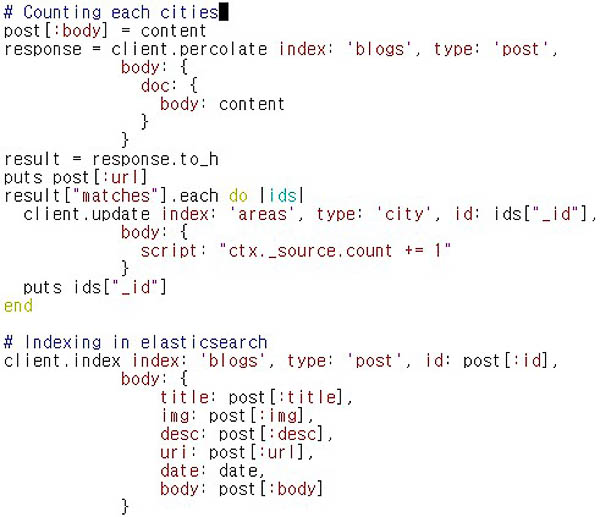 # Counting each cities
post[:body] = content
response = client.percolate index: 'blogs', type: 'post',
            body: {
              doc: {
                body: content
              }
            }
result = response.to_h
puts post[:url]
result["matches"].each do |ids|
  client.update index: 'areas', type: 'city', id: ids["_id"],
            body: {
              script: "ctx._source.count += 1"
            }
  puts ids["_id"]
end

# Indexing in elasticsearch
client.index index: 'blogs', type: 'post', id: post[:id],
            body: {
                title: post[:title],
                img: post[:img],
                desc: post[:desc],
                uri: post[:url],
                date: date,
                body: post[:body]
            }